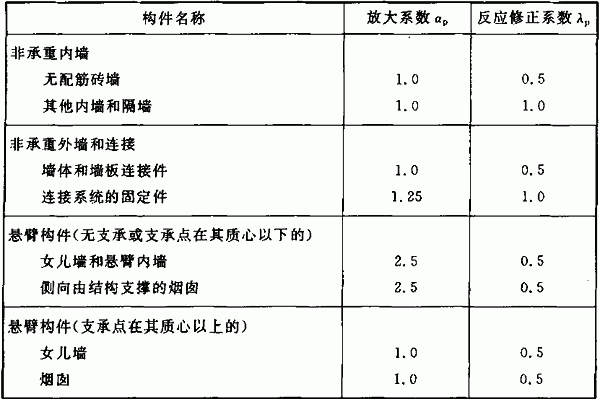 构件名称 放大系数 αp 反应修正系数 λp
非承重内墙
无配筋砖墙 1.0 0.5
其他内墙和隔墙 1.0 1.0
非承重外墙和连接
墙体和墙板连接件 1.0 0.5
连接系统的固定件 1.25 1.0
悬臂构件(无支承或支承点在其质心以下的)
女儿墙和悬臂内墙 2.5 0.5
侧向由结构支撑的烟囱 2.5 0.5
悬臂构件(支承点在其质心以上的)
女儿墙 1.0 0.5
烟囱 1.0 0.5